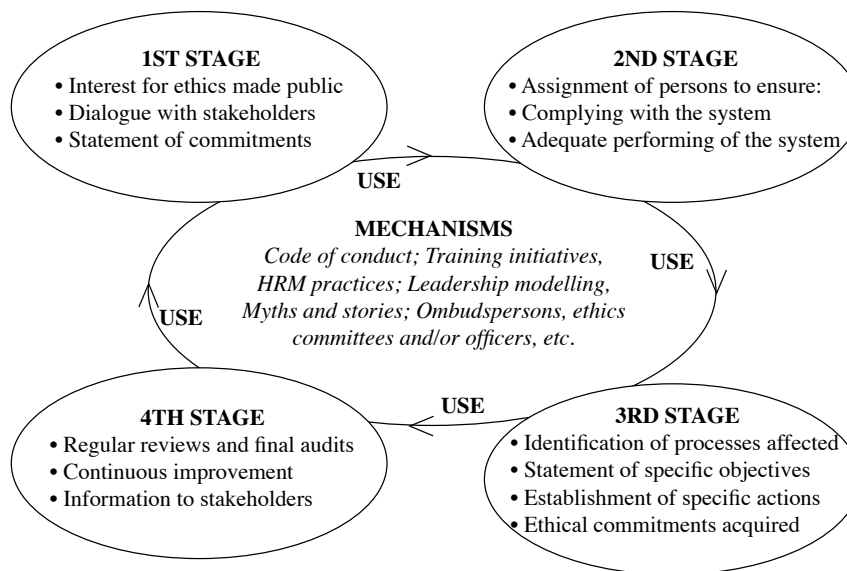 1ST STAGE
• Interest for ethics made public
• Dialogue with stakeholders
• Statement of commitments
2ND STAGE
• Assignment of persons to ensure:
• Complying with the system
• Adequate performing of the system
USE
MECHANISMS
Code of conduct; Training initiatives,
HRM practices; Leadership modelling,
Myths and stories; Ombudspersons, ethics
committees and/or officers, etc.
USE
USE
USE
4TH STAGE
• Regular reviews and final audits
• Continuous improvement
• Information to stakeholders
3RD STAGE
• Identification of processes affected
• Statement of specific objectives
• Establishment of specific actions
• Ethical commitments acquired